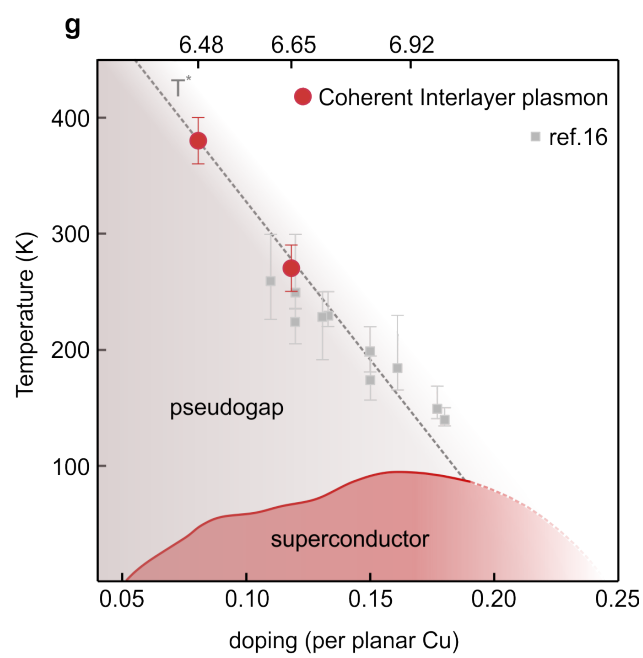 g
6.48 6.65 6.92
T*
Coherent Interlayer plasmon
ref.16
400
300
200
100
Temperature (K)
pseudogap
superconductor
0.05 0.10 0.15 0.20 0.25
doping (per planar Cu)